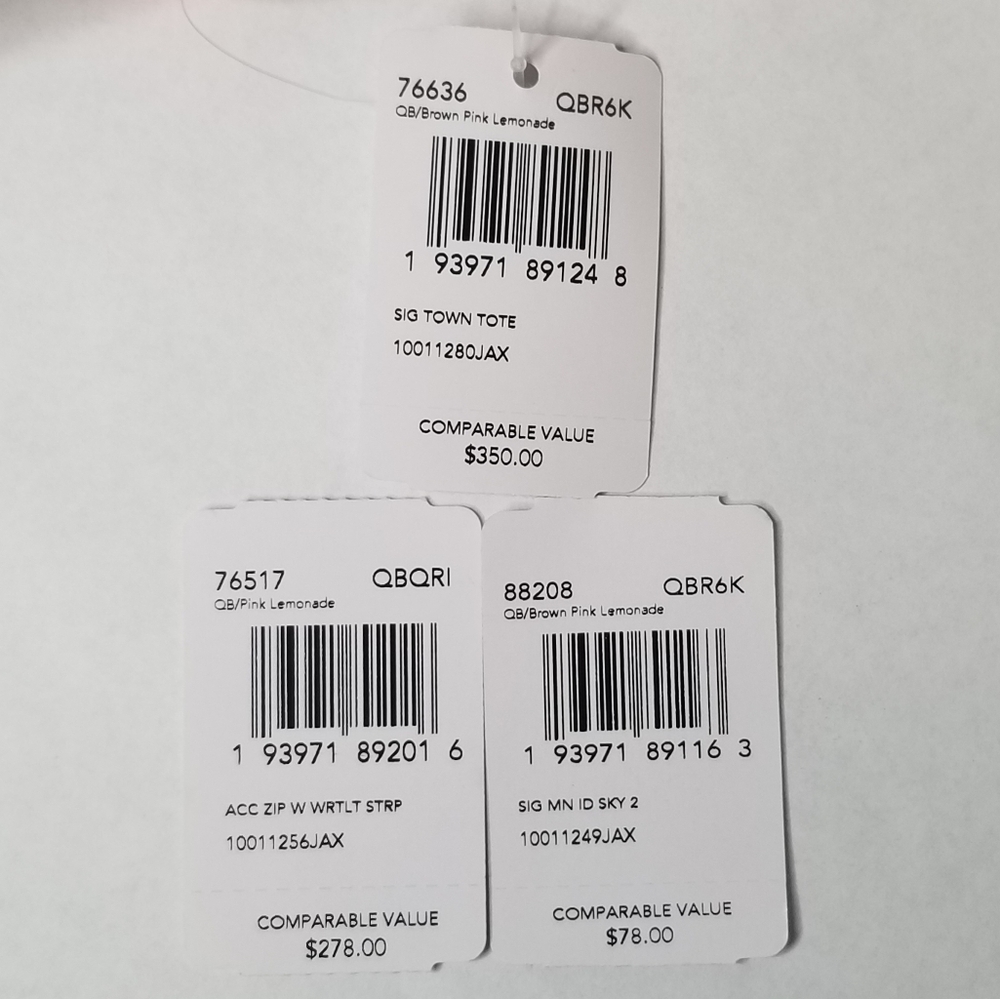 76636 QBR6K
QB/Brown Pink Lemonade
1 93971 89124 8
SIG TOWN TOTE
10011280JAX
COMPARABLE VALUE
$350.00
76517 QBQRI
QB/Pink Lemonade
1 93971 89201 6
ACC ZIP W WRTLT STRP
10011256JAX
COMPARABLE VALUE
$278.00
88208 QBR6K
QB/Brown Pink Lemonade
1 93971 89116 3
SIG MN ID SKY 2
10011249JAX
COMPARABLE VALUE
$78.00